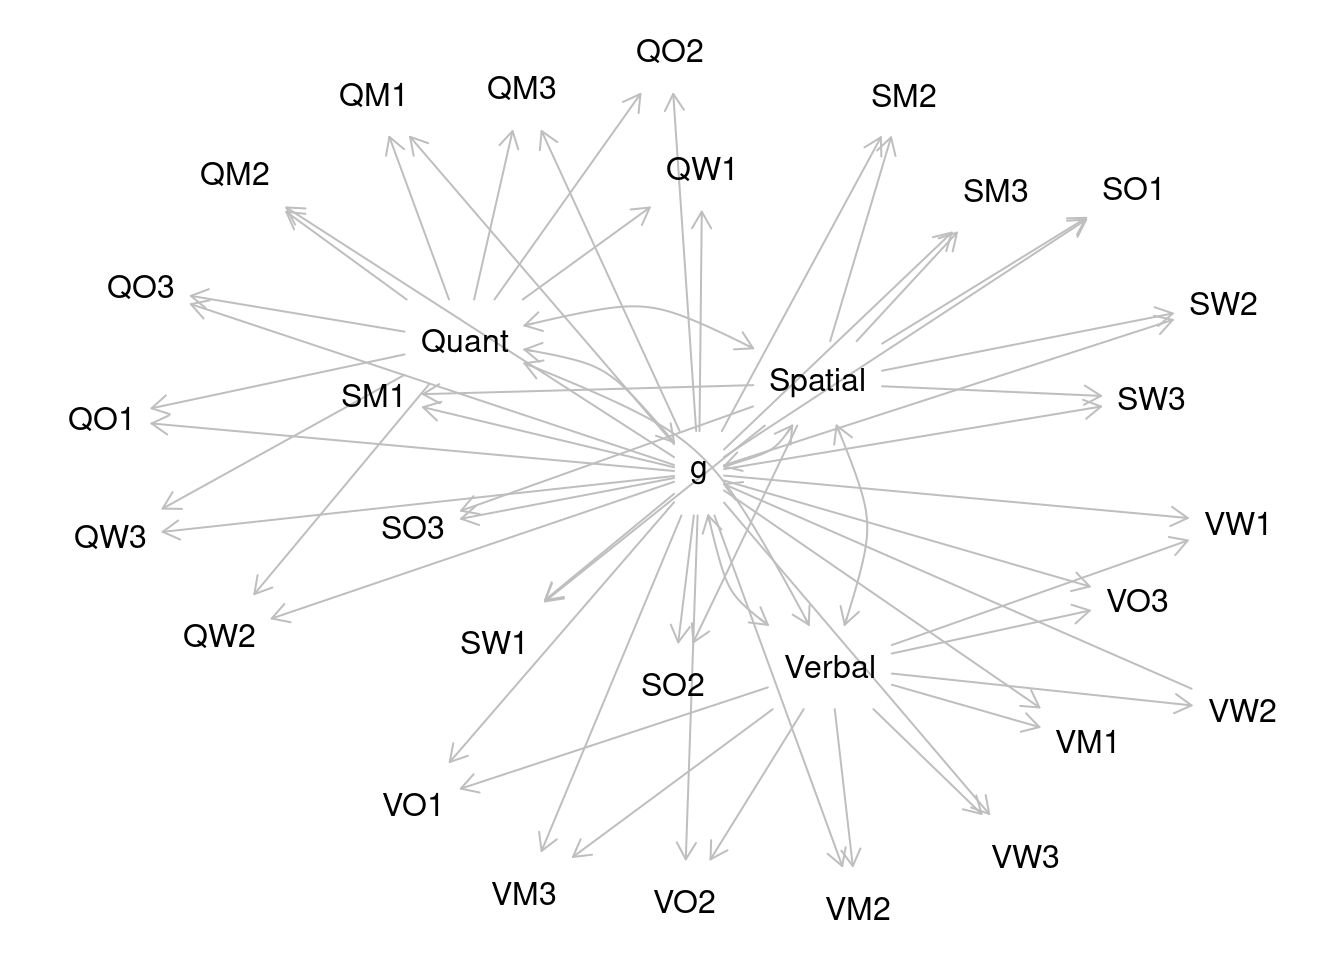 QO2
QM1
QM3
SM2
QM2
QW1
SM3
SO1
QO3
SW2
Quant
Spatial
SM1
SW3
QO1
g
QW3
SO3
VW1
VO3
QW2
SW1
Verbal
SO2
VW2
VM1
VO1
VW3
VM3
VO2
VM2